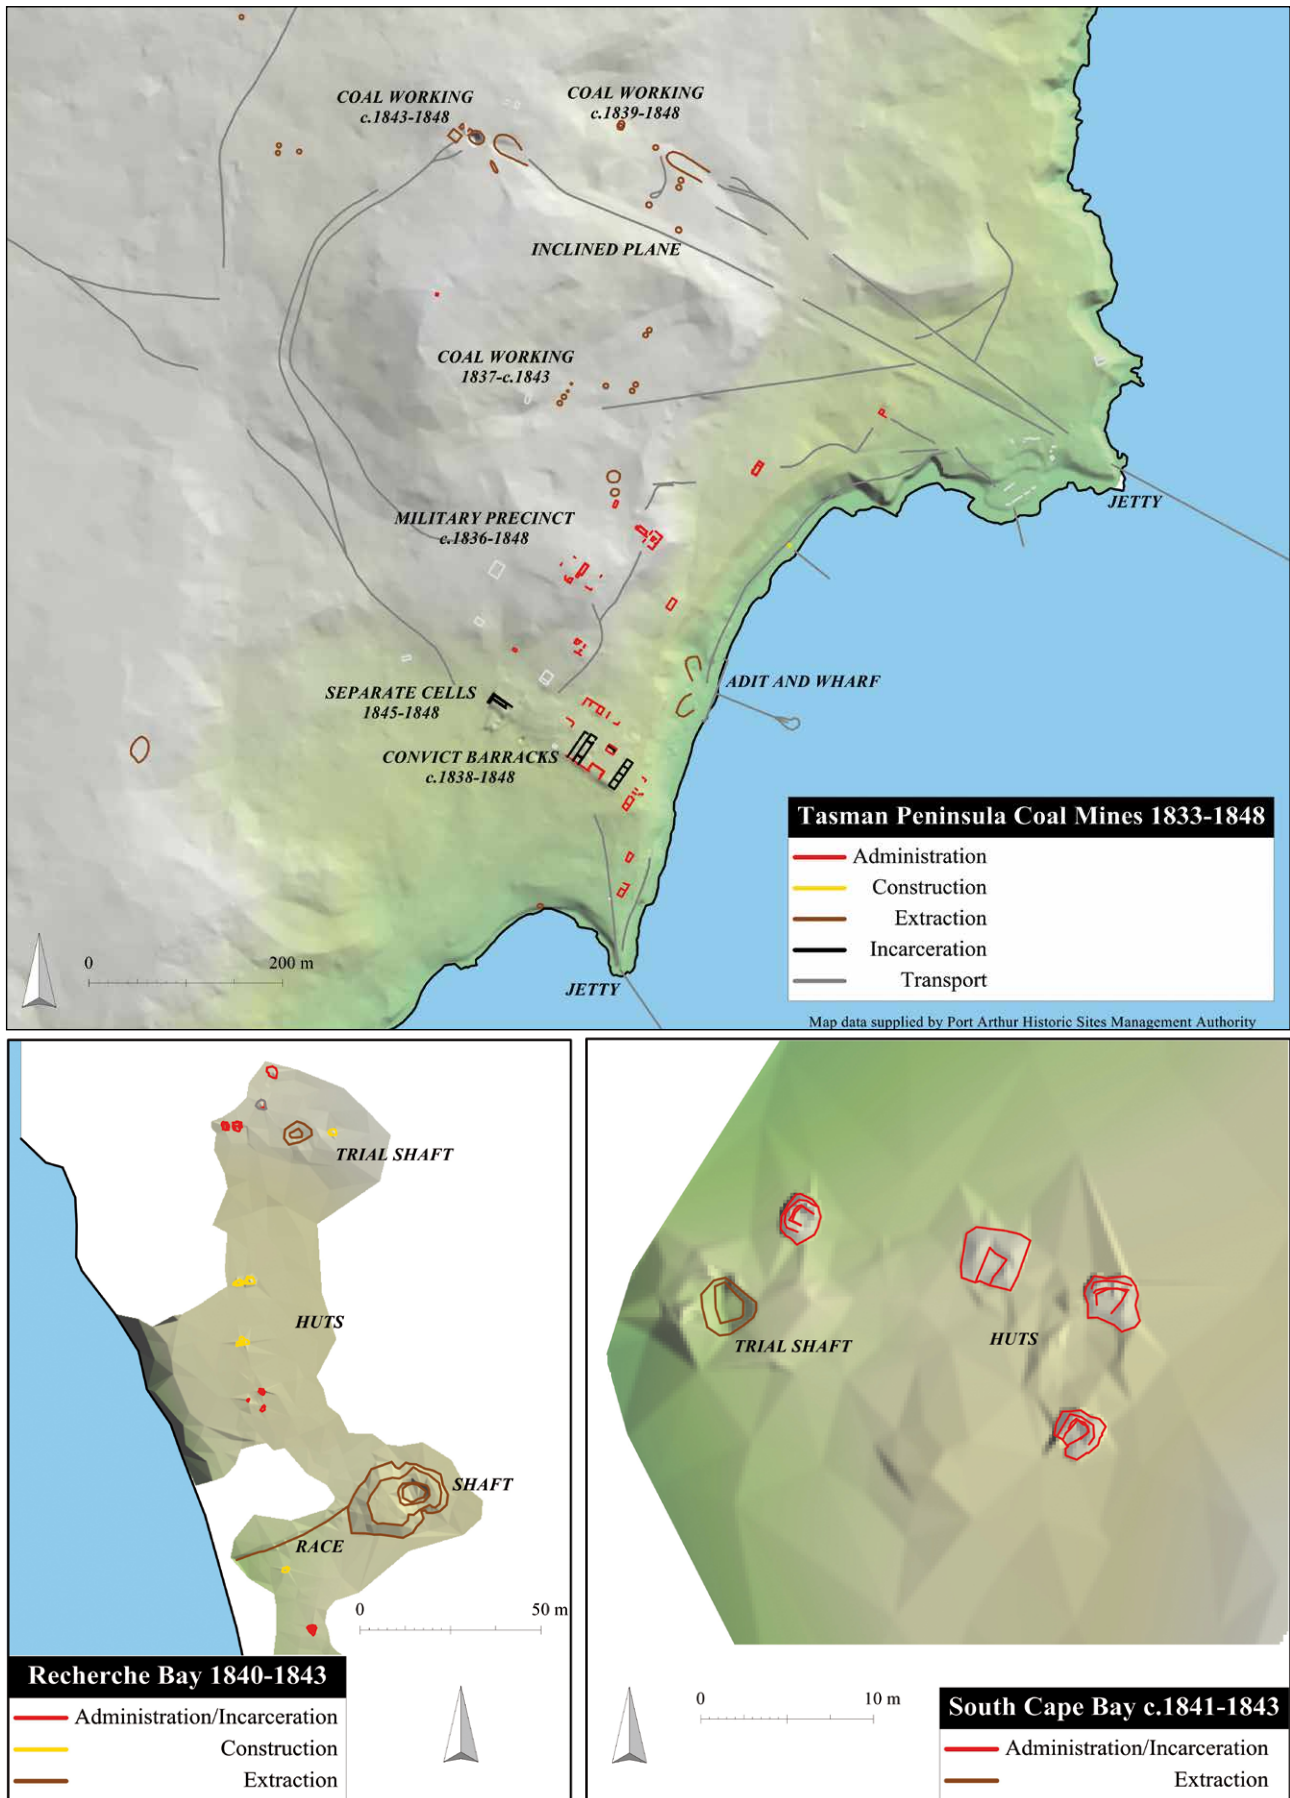 COAL WORKING
c.1843-1848
COAL WORKING
c.1839-1848
INCLINED PLANE
COAL WORKING
1837-c.1843
MILITARY PRECINCT
c.1836-1848
JETTY
SEPARATE CELLS
1845-1848
ADIT AND WHARF
CONVICT BARRACKS
c.1838-1848
JETTY
0 200 m
Tasman Peninsula Coal Mines 1833-1848
Administration
Construction
Extraction
Incarceration
Transport
Map data supplied by Port Arthur Historic Sites Management Authority
TRIAL SHAFT
HUTS
SHAFT
RACE
0 50 m
Recherche Bay 1840-1843
Administration/Incarceration
Construction
Extraction
TRIAL SHAFT
HUTS
0 10 m
South Cape Bay c.1841-1843
Administration/Incarceration
Extraction